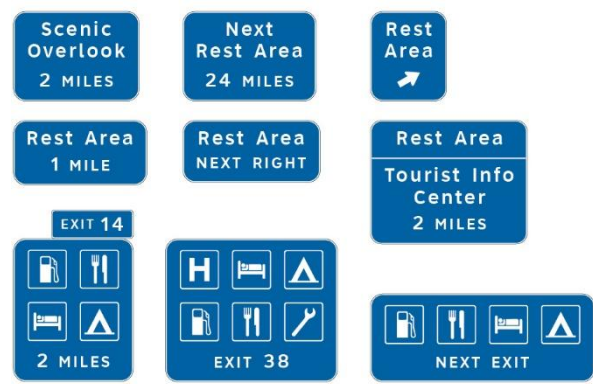 Scenic
Overlook
2 MILES
Next
Rest Area
24 MILES
Rest
Area
Rest Area
1 MILE
Rest Area
NEXT RIGHT
Rest Area
Tourist Info
Center
2 MILES
EXIT 14
2 MILES
H
EXIT 38
NEXT EXIT